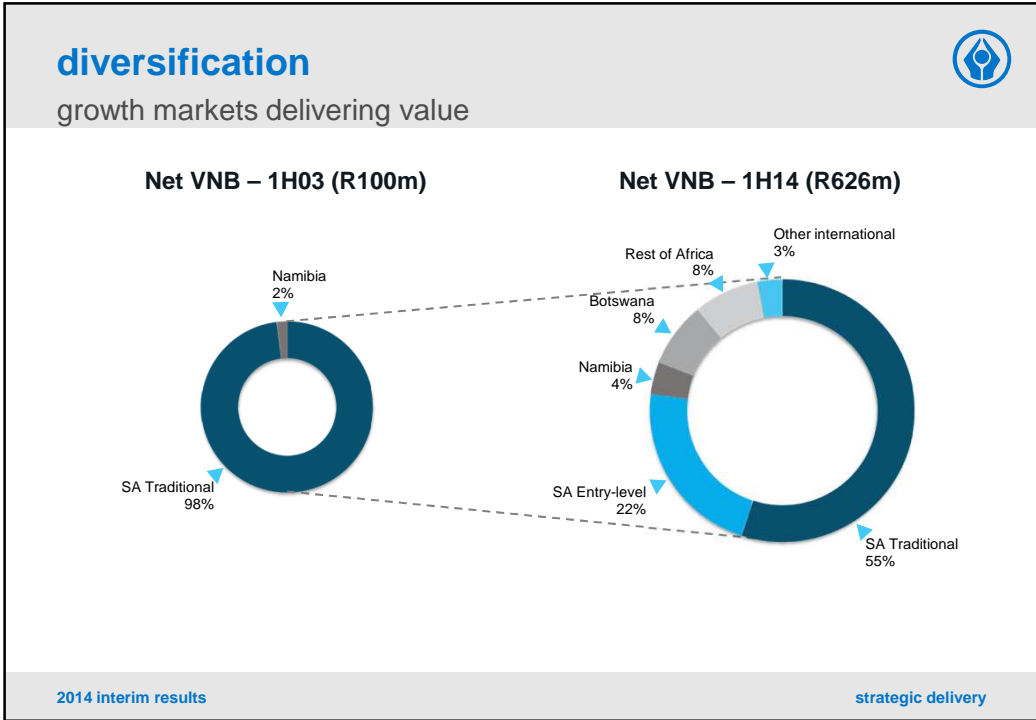 diversification
growth markets delivering value
Net VNB – 1H03 (R100m)
Namibia
2%
SA Traditional
98%
Net VNB – 1H14 (R626m)
Other international
3%
Rest of Africa
8%
Botswana
8%
Namibia
4%
SA Entry-level
22%
SA Traditional
55%
2014 interim results
strategic delivery